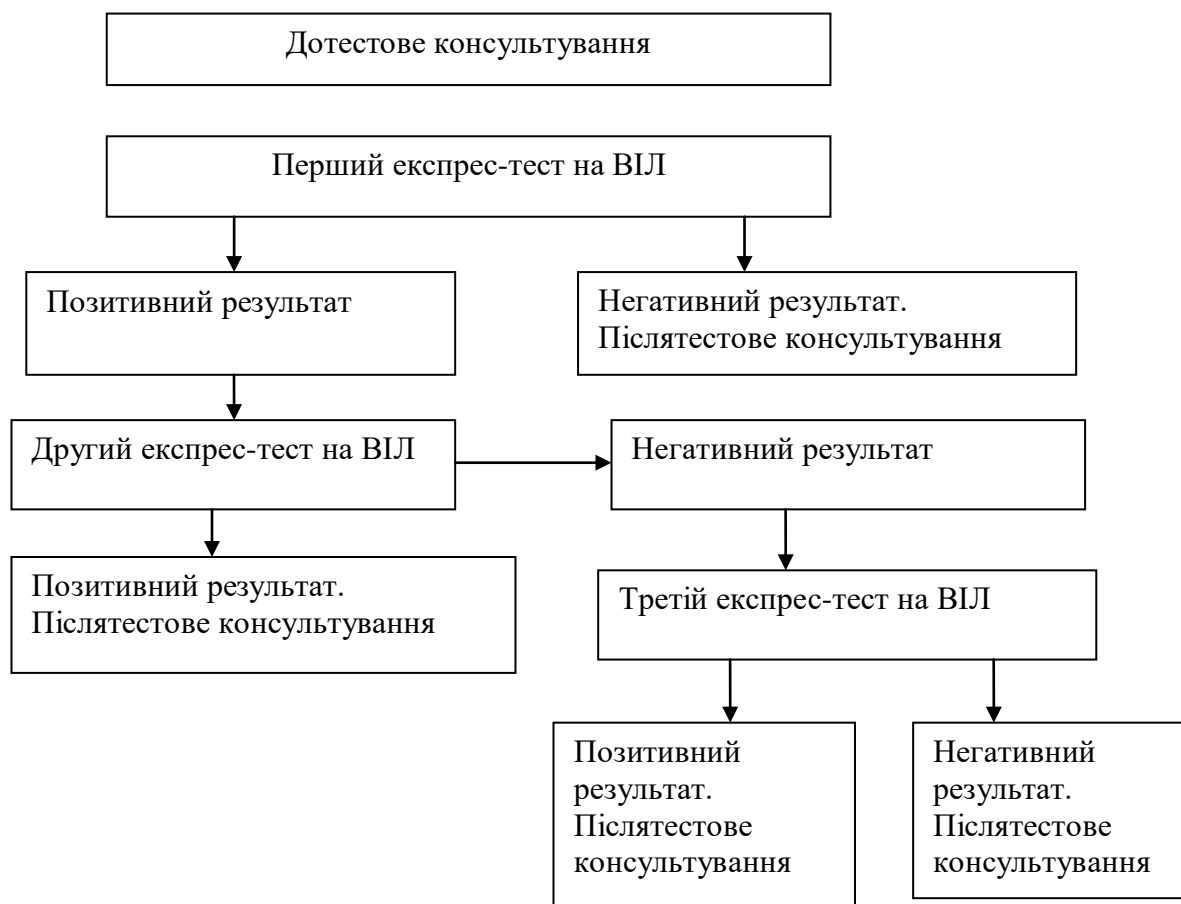 Дотестове консультування
Перший експрес-тест на ВІЛ
Позитивний результат
Негативний результат.
Післятестове консультування
Другий експрес-тест на ВІЛ
Негативний результат
Позитивний результат.
Післятестове консультування
Третій експрес-тест на ВІЛ
Позитивний
результат.
Післятестове
консультування
Негативний
результат.
Післятестове
консультування